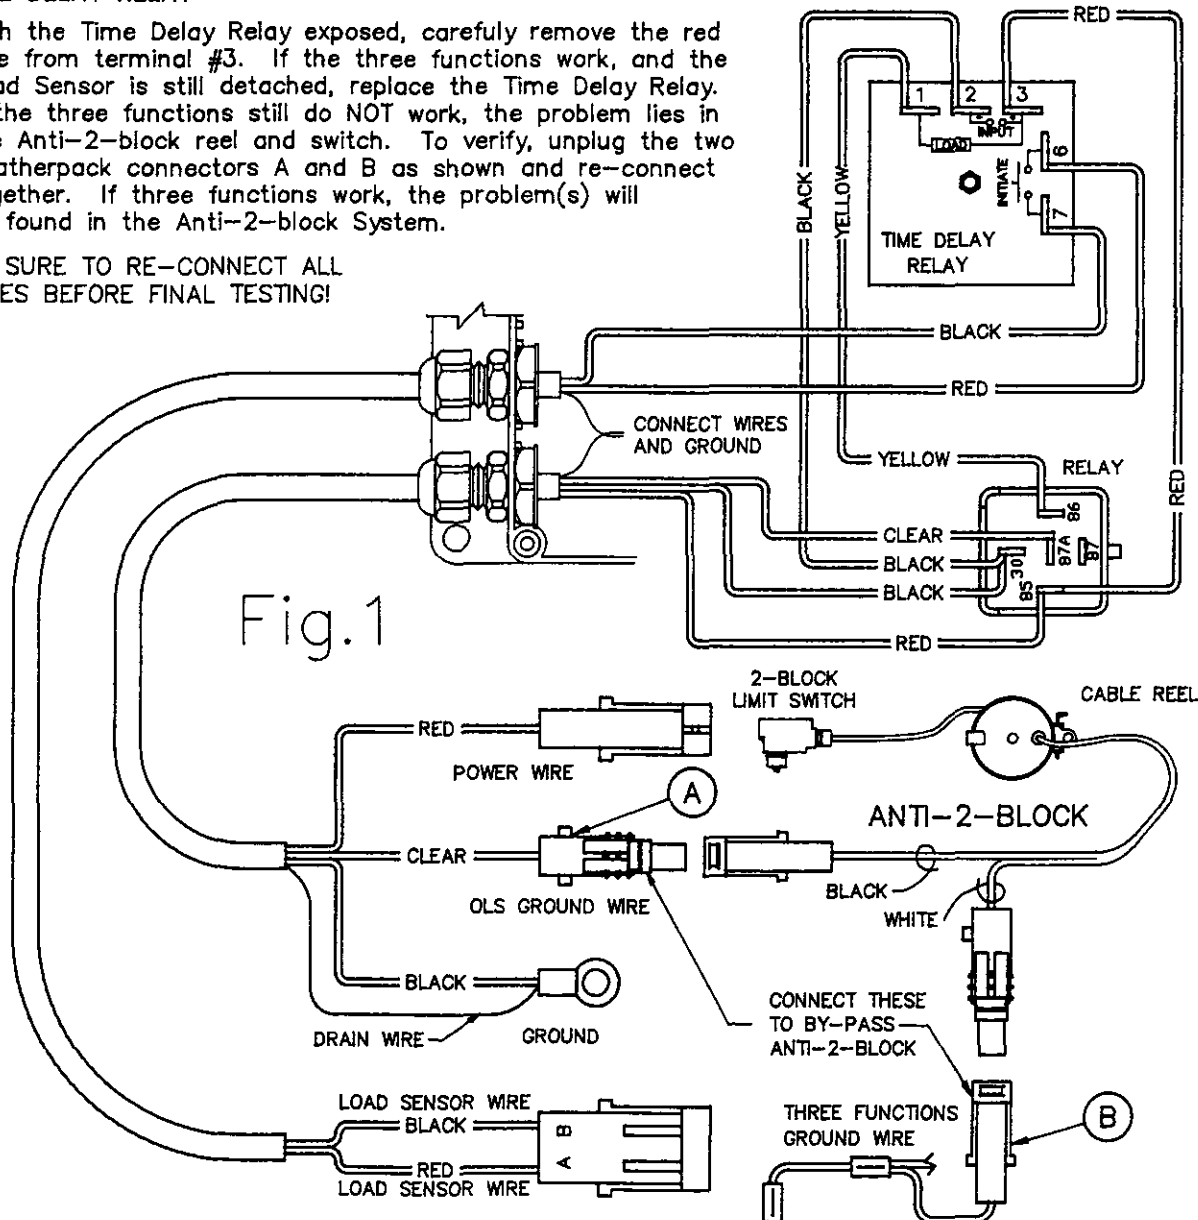 h the Time Delay Relay exposed, carefuly remove the red
e from terminal #3. If the three functions work, and the
ad Sensor is still detached, replace the Time Delay Relay.
the three functions still do NOT work, the problem lies in
e Anti-2-block reel and switch. To verify, unplug the two
atherpack connectors A and B as shown and re-connect
gether. If three functions work, the problem(s) will
found in the Anti-2-block System.
SURE TO RE-CONNECT ALL
ES BEFORE FINAL TESTING!
RED
1 2 3
INPUT
LOAD
6
INITIATE
7
BLACK
YELLOW
TIME DELAY
RELAY
BLACK
RED
CONNECT WIRES
AND GROUND
YELLOW
RELAY
RED
86
CLEAR
87A
87
BLACK
30
BLACK
85
RED
Fig.1
2-BLOCK
LIMIT SWITCH
CABLE REEL
RED
POWER WIRE
A
ANTI-2-BLOCK
CLEAR
OLS GROUND WIRE
BLACK
WHITE
BLACK
DRAIN WIRE
GROUND
CONNECT THESE
TO BY-PASS
ANTI-2-BLOCK
LOAD SENSOR WIRE
BLACK
B
A
RED
LOAD SENSOR WIRE
THREE FUNCTIONS
GROUND WIRE
B